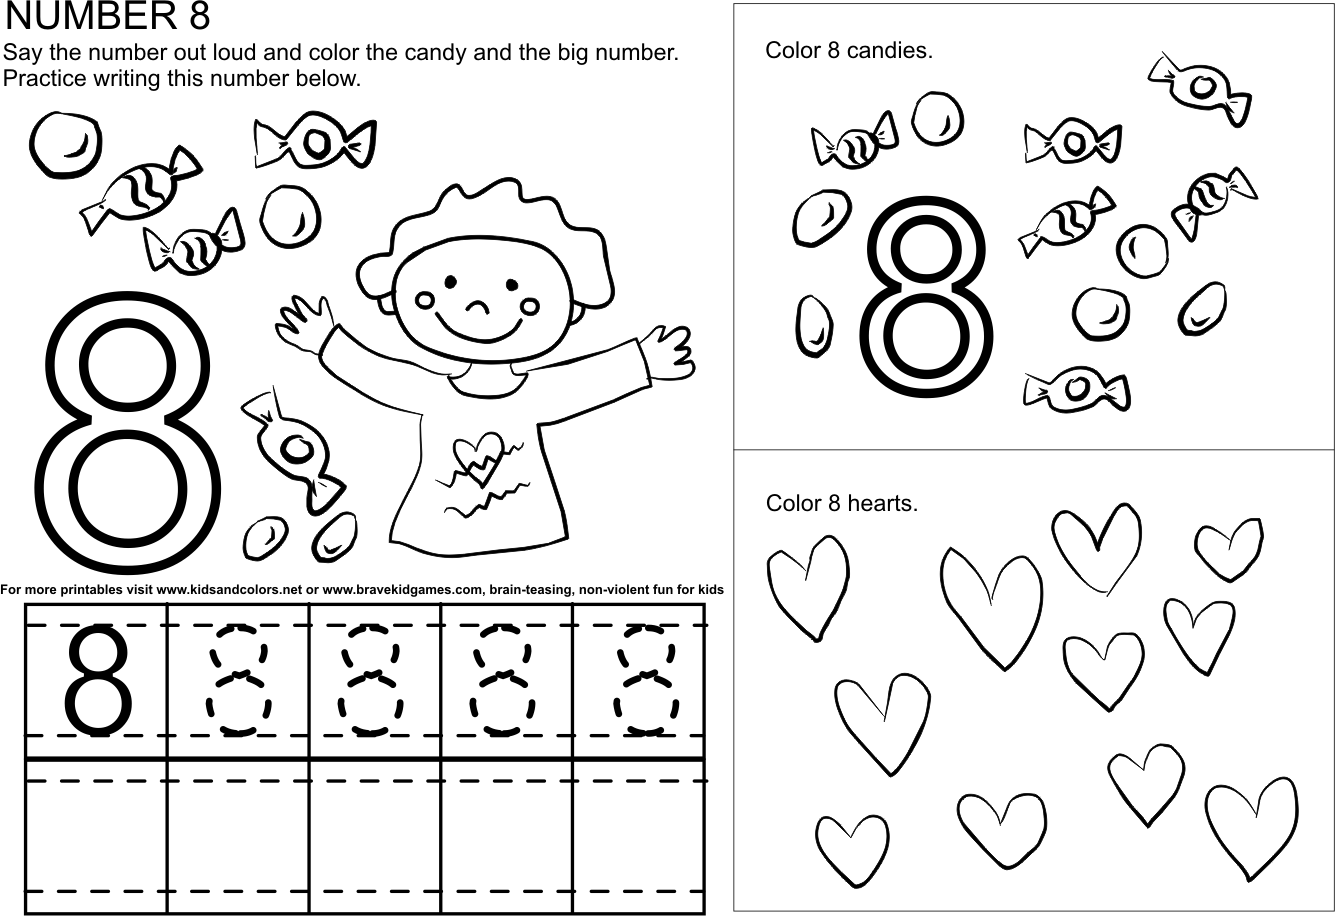 NUMBER 8
Say the number out loud and color the candy and the big number.
Practice writing this number below.
8
For more printables visit www.kidsandcolors.net or www.bravekidgames.com, brain-teasing, non-violent fun for kids
8 8 8 8 8
Color 8 candies.
8
Color 8 hearts.